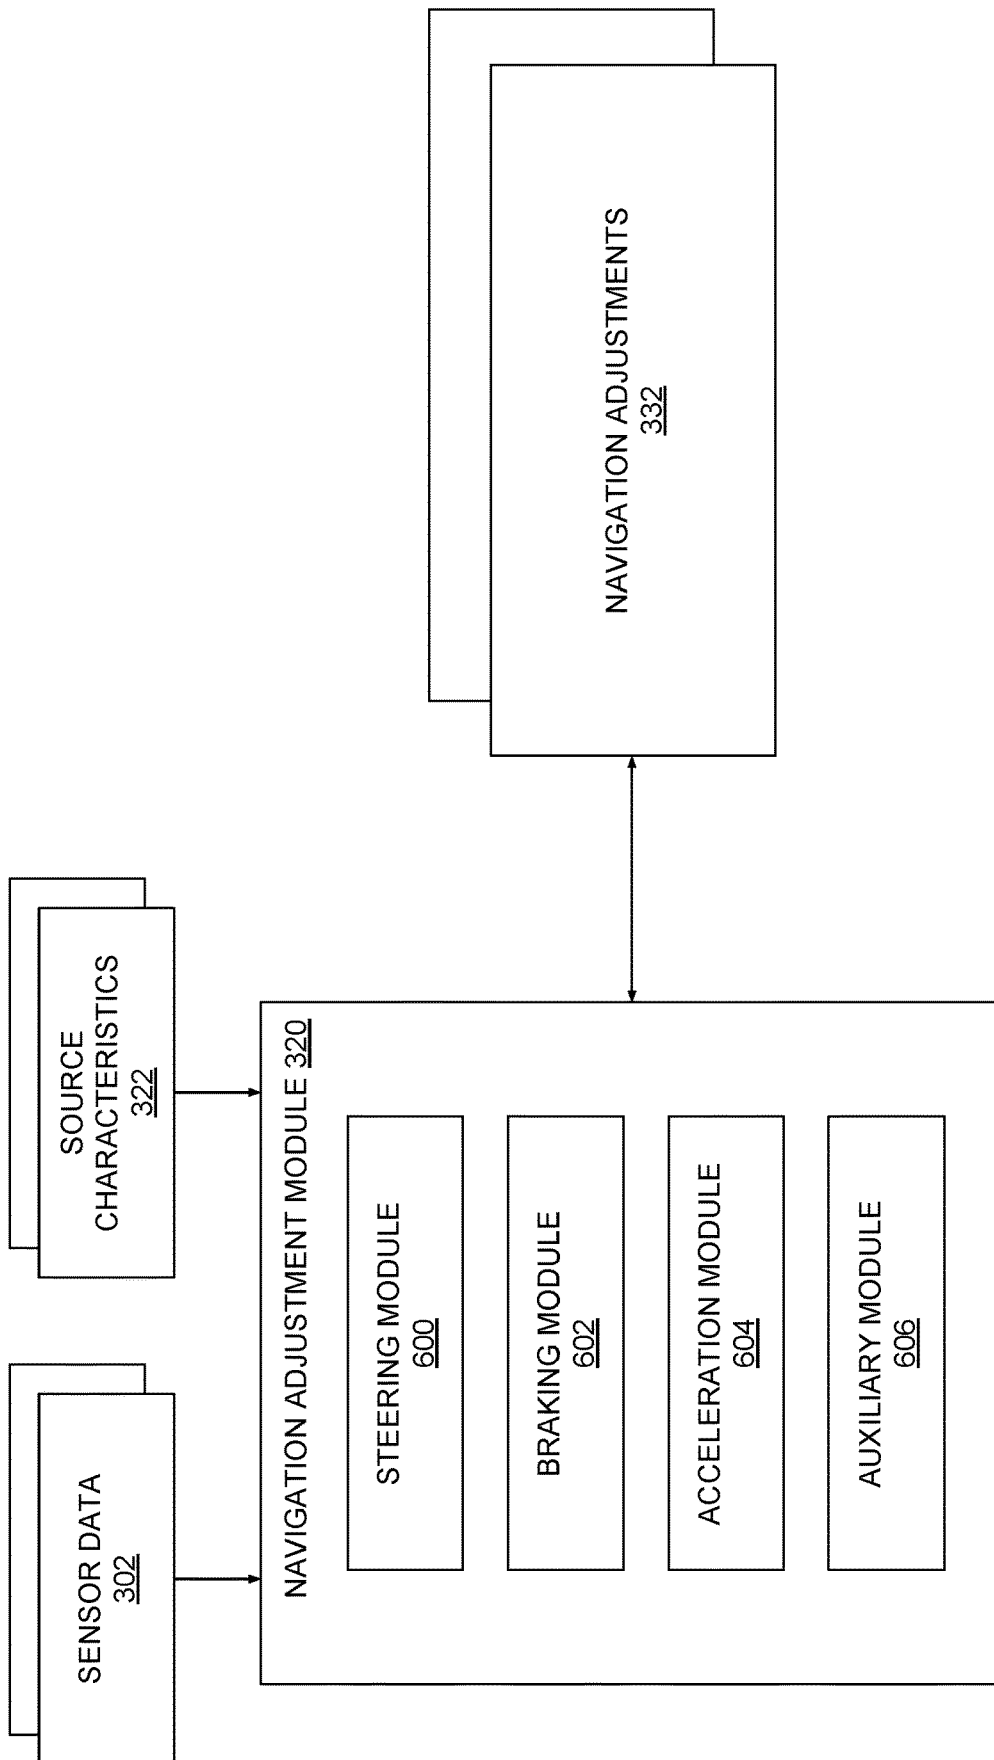 SENSOR DATA
302
SOURCE
CHARACTERISTICS
322
NAVIGATION ADJUSTMENT MODULE 320
STEERING MODULE
600
BRAKING MODULE
602
ACCELERATION MODULE
604
AUXILIARY MODULE
606
NAVIGATION ADJUSTMENTS
332